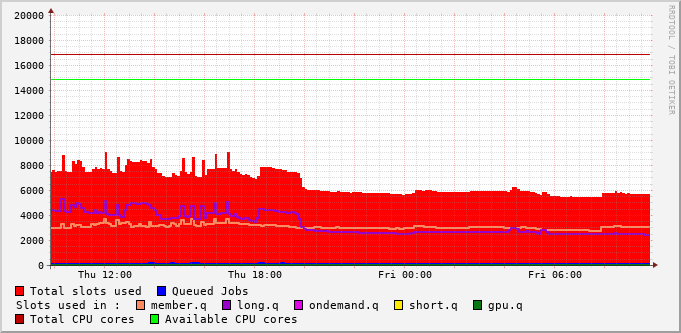 20000
18000
16000
14000
12000
10000
8000
6000
4000
2000
0
Thu 12:00 Thu 18:00 Fri 00:00 Fri 06:00
RRDTOOL / TOBI OETIKER
Total slots used Queued Jobs
Slots used in : member.q long.q ondemand.q short.q gpu.q
Total CPU cores Available CPU cores